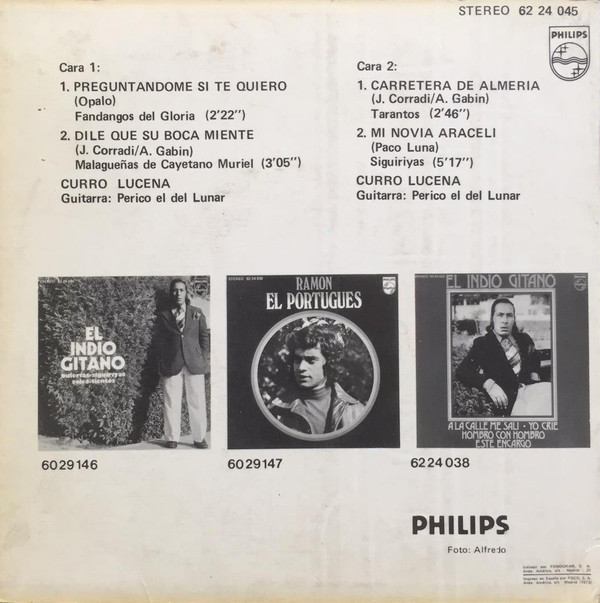 STEREO 62 24 045
PHILIPS
Cara 1:
1. PREGUNTANDOME SI TE QUIERO
(Opalo)
Fandangos del Gloria (2'22")
2. DILE QUE SU BOCA MIENTE
(J. Corradi/A. Gabin)
Malagueñas de Cayetano Muriel (3'05")
CURRO LUCENA
Guitarra: Perico el del Lunar
Cara 2:
1. CARRETERA DE ALMERIA
(J. Corradi/A. Gabin)
Tarantos (2'46")
2. MI NOVIA ARACELI
(Paco Luna)
Siguiriyas (5'17")
CURRO LUCENA
Guitarra: Perico el del Lunar
EL
INDIO
GITANO
RAMON
EL PORTUGUES
EL INDIO GITANO
A LA CALLE ME SALI · YO CRIE
HOMBRO CON HOMBRO
ESTE ENCARGO
6029146
6029147
6224038
PHILIPS
Foto: Alfredo